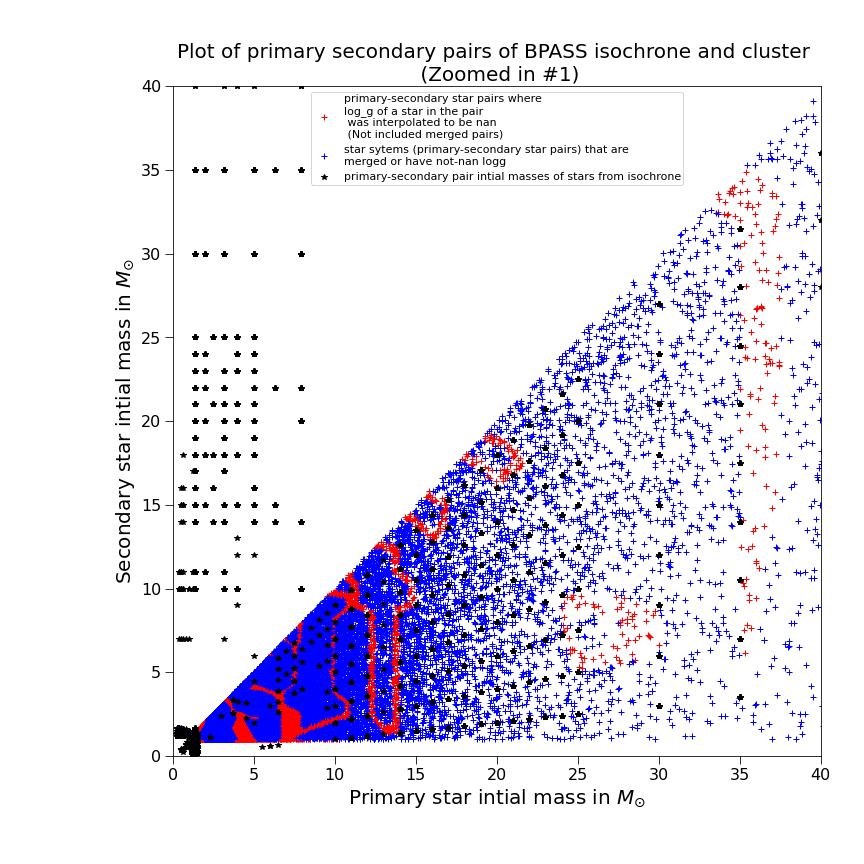 Plot of primary secondary pairs of BPASS isochrone and cluster
(Zoomed in #1)
primary-secondary star pairs where
log_g of a star in the pair
was interpolated to be nan
(Not included merged pairs)
star sytems (primary-secondary star pairs) that are
merged or have not-nan logg
primary-secondary pair intial masses of stars from isochrone
Secondary star intial mass in M⊙
40
35
30
25
20
15
10
5
0
0 5 10 15 20 25 30 35 40
Primary star intial mass in M⊙